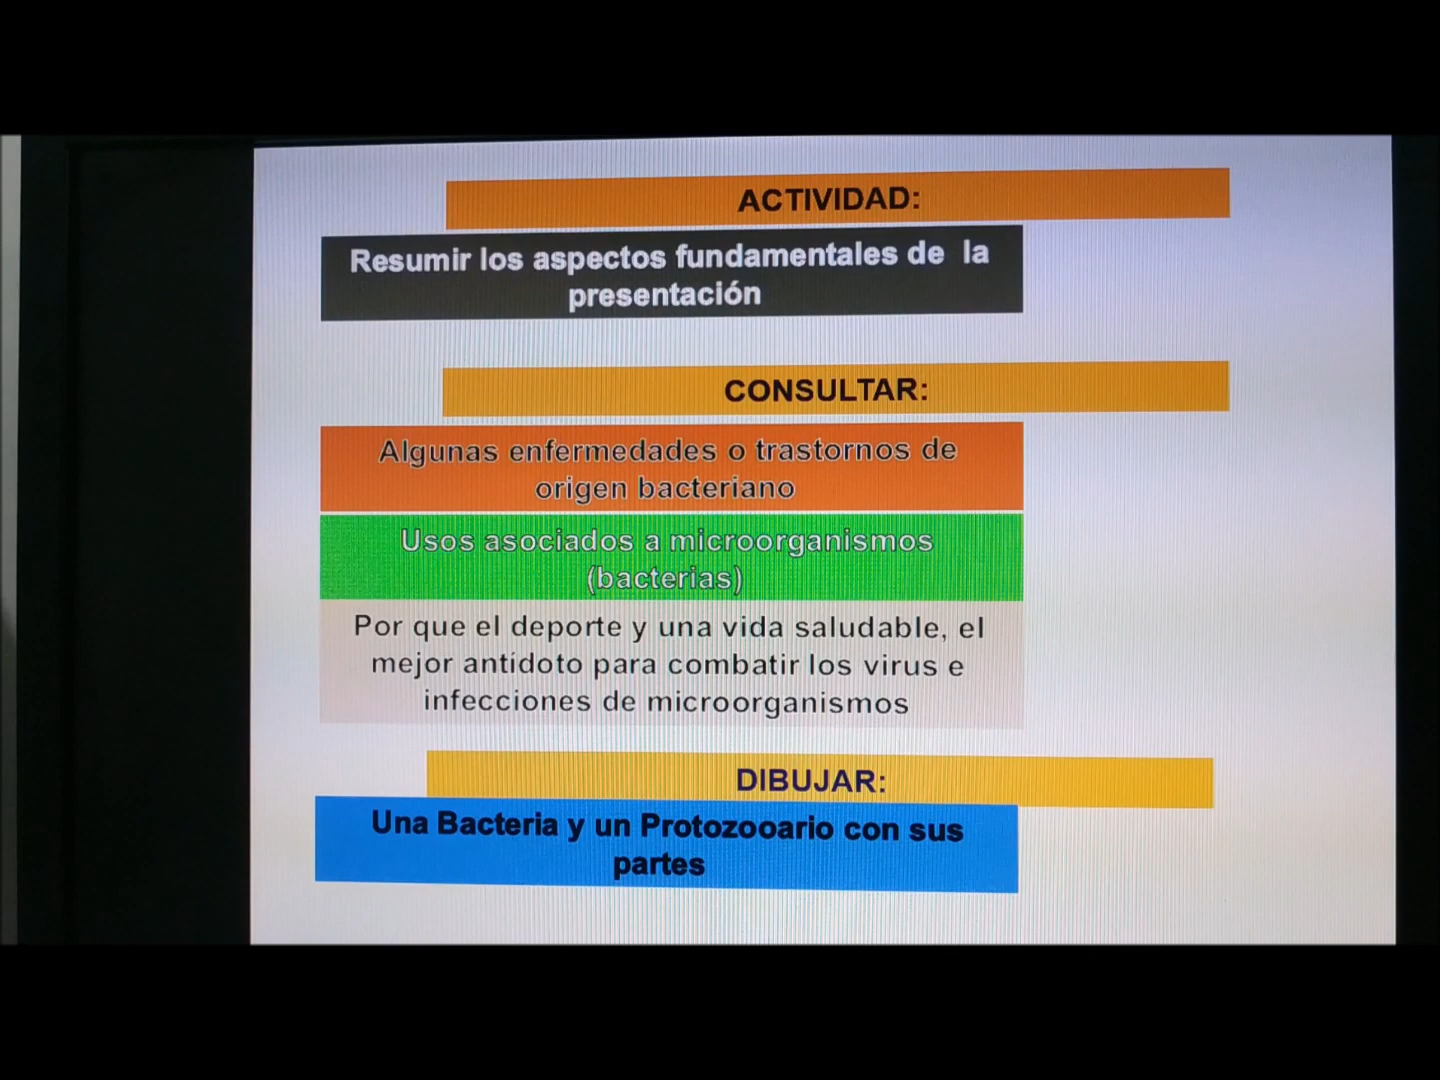 ACTIVIDAD:
Resumir los aspectos fundamentales de la
presentación
CONSULTAR:
Algunas enfermedades o trastornos de
origen bacteriano
Usos asociados a microorganismos
(bacterias)
Por que el deporte y una vida saludable, el
mejor antídoto para combatir los virus e
infecciones de microorganismos
DIBUJAR:
Una Bacteria y un Protozooario con sus
partes